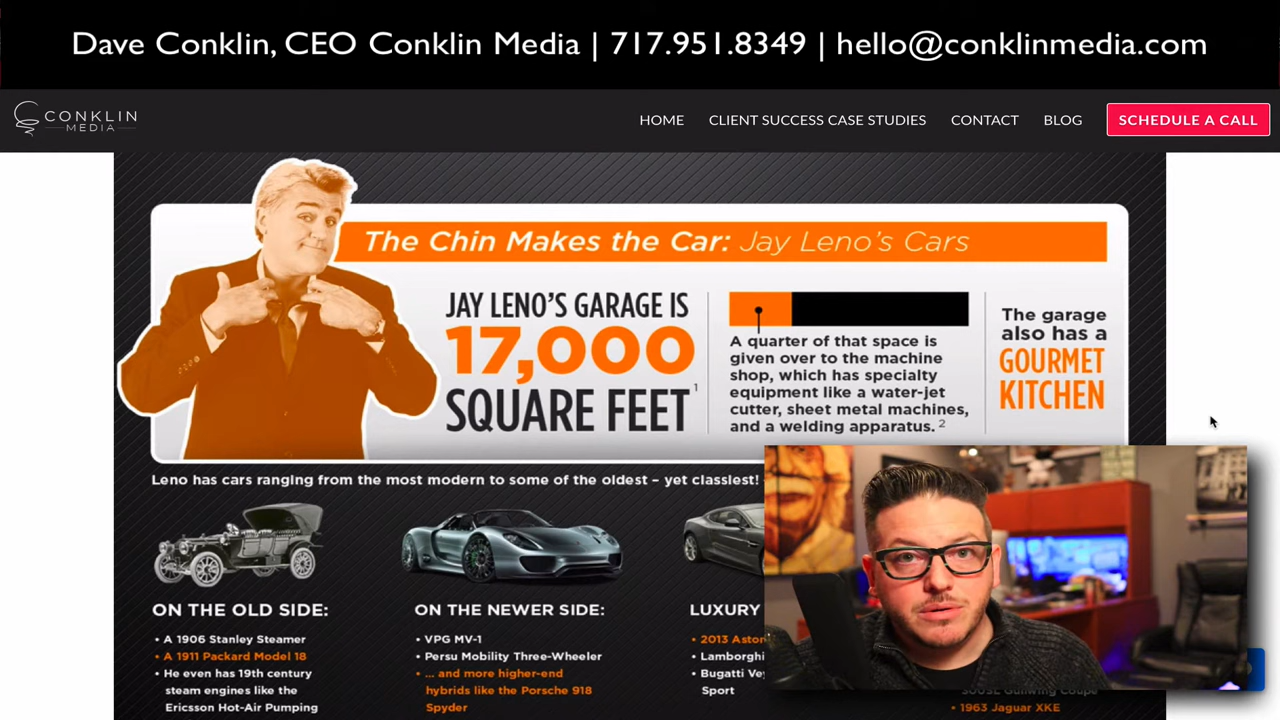 Dave Conklin, CEO Conklin Media | 717.951.8349 | hello@conklinmedia.com
CONKLIN
MEDIA
HOME
CLIENT SUCCESS CASE STUDIES
CONTACT
BLOG
SCHEDULE A CALL
The Chin Makes the Car: Jay Leno's Cars
JAY LENO'S GARAGE IS
17,000
SQUARE FEET 1
A quarter of that space is
given over to the machine
shop, which has specialty
equipment like a water-jet
cutter, sheet metal machines,
and a welding apparatus. 2
The garage
also has a
GOURMET
KITCHEN
Leno has cars ranging from the most modern to some of the oldest – yet classiest!
ON THE OLD SIDE:
• A 1906 Stanley Steamer
• A 1911 Packard Model 18
• He even has 19th century
steam engines like the
Ericsson Hot-Air Pumping
ON THE NEWER SIDE:
• VPG MV-1
• Persu Mobility Three-Wheeler
• ... and more higher-end
hybrids like the Porsche 918
Spyder
LUXURY
• 2013 Aston
• Lamborghi
• Bugatti Vey
Sport
• 1963 Jaguar XKE